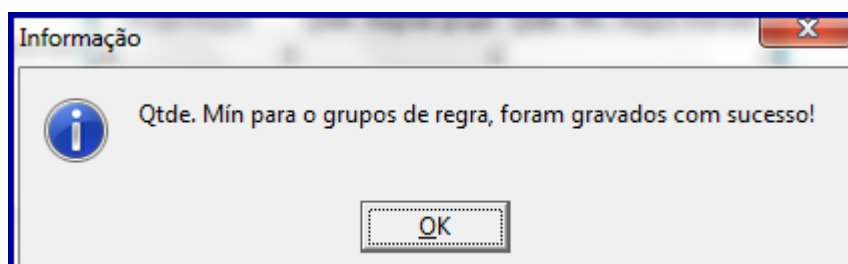 Informação
Qtde. Mín para o grupos de regra, foram gravados com sucesso!
OK